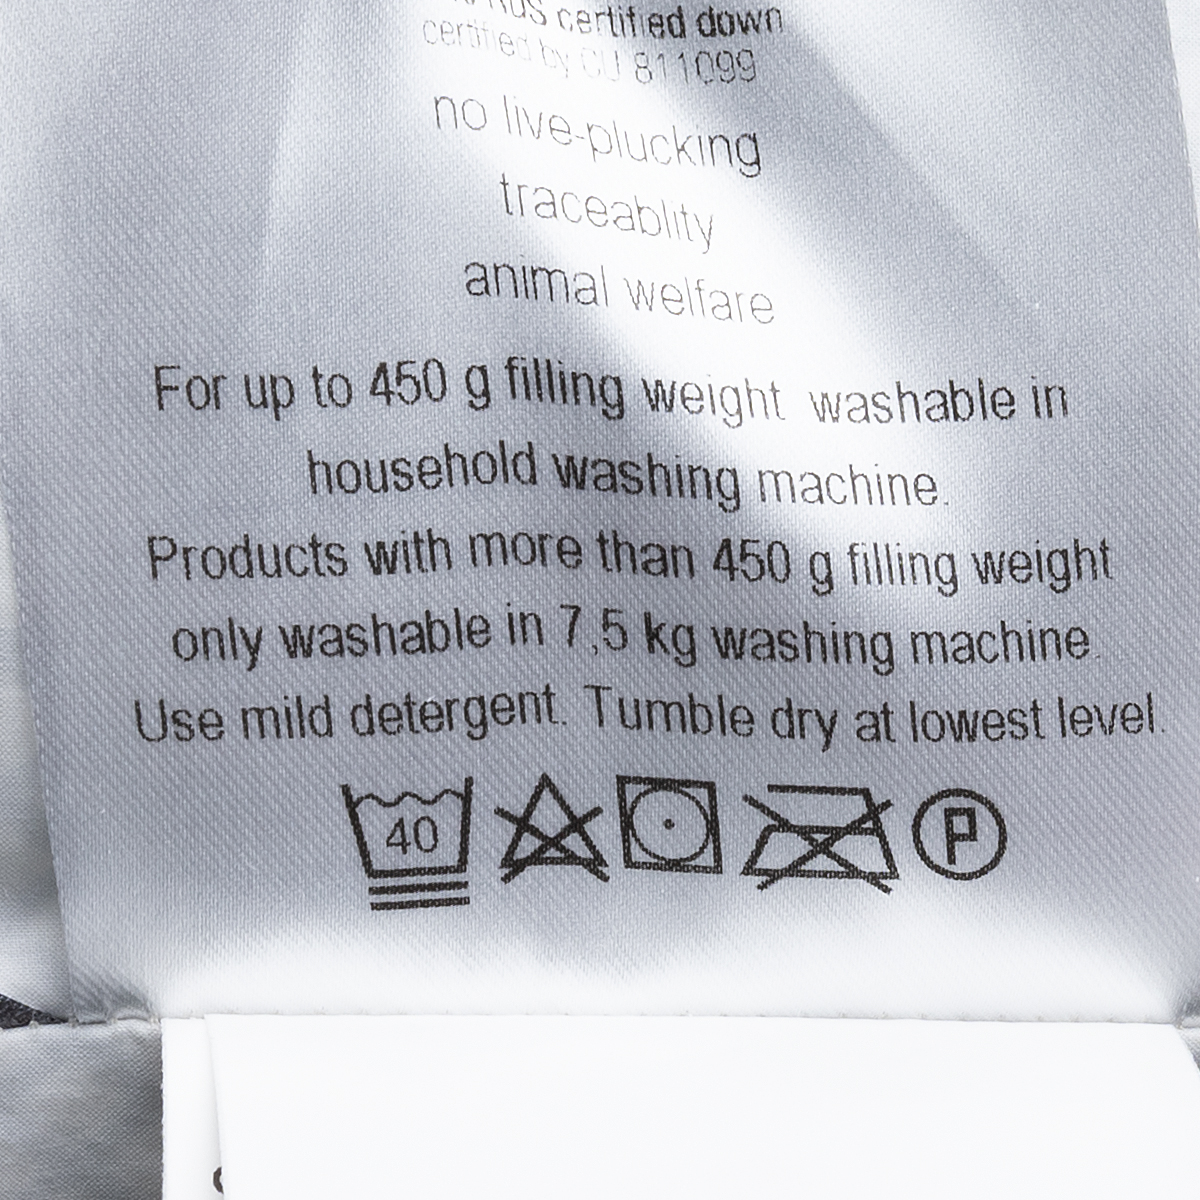 certified down
certified by CU 811099
no live-plucking
traceablity
animal welfare
For up to 450 g filling weight washable in
household washing machine.
Products with more than 450 g filling weight
only washable in 7,5 kg washing machine.
Use mild detergent. Tumble dry at lowest level.
40 P